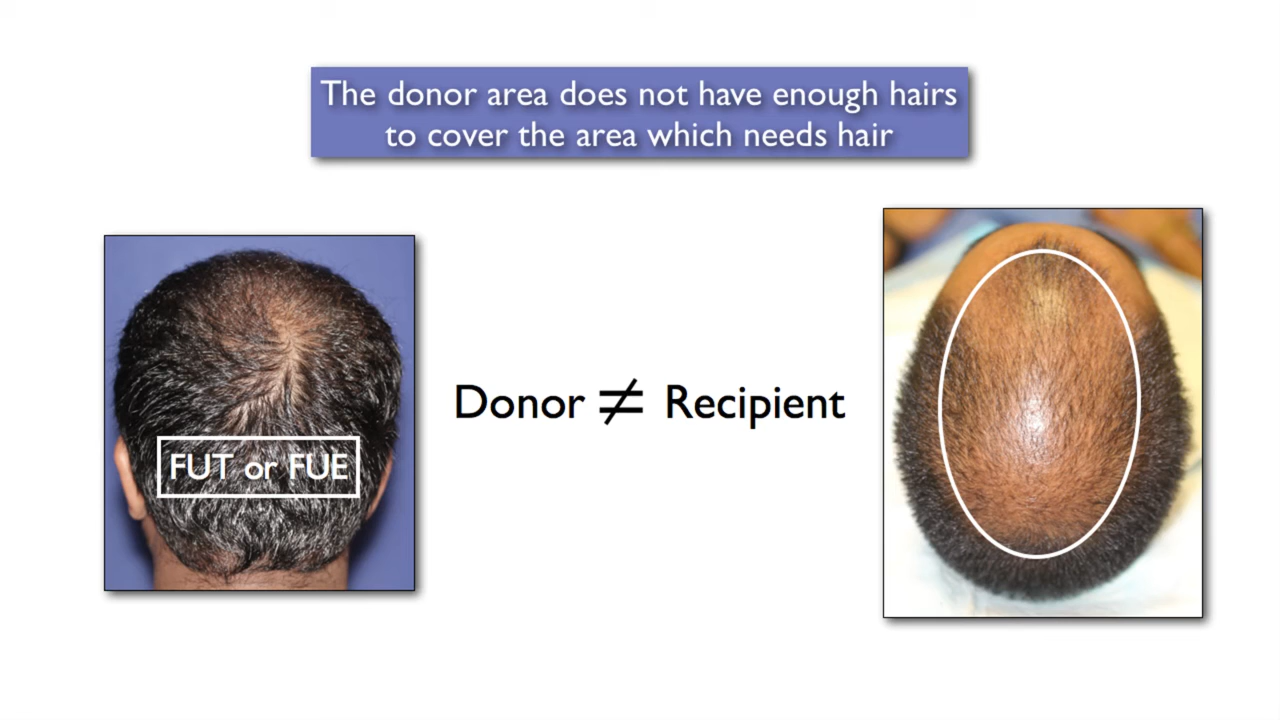 The donor area does not have enough hairs
to cover the area which needs hair
FUT or FUE
Donor ≠ Recipient